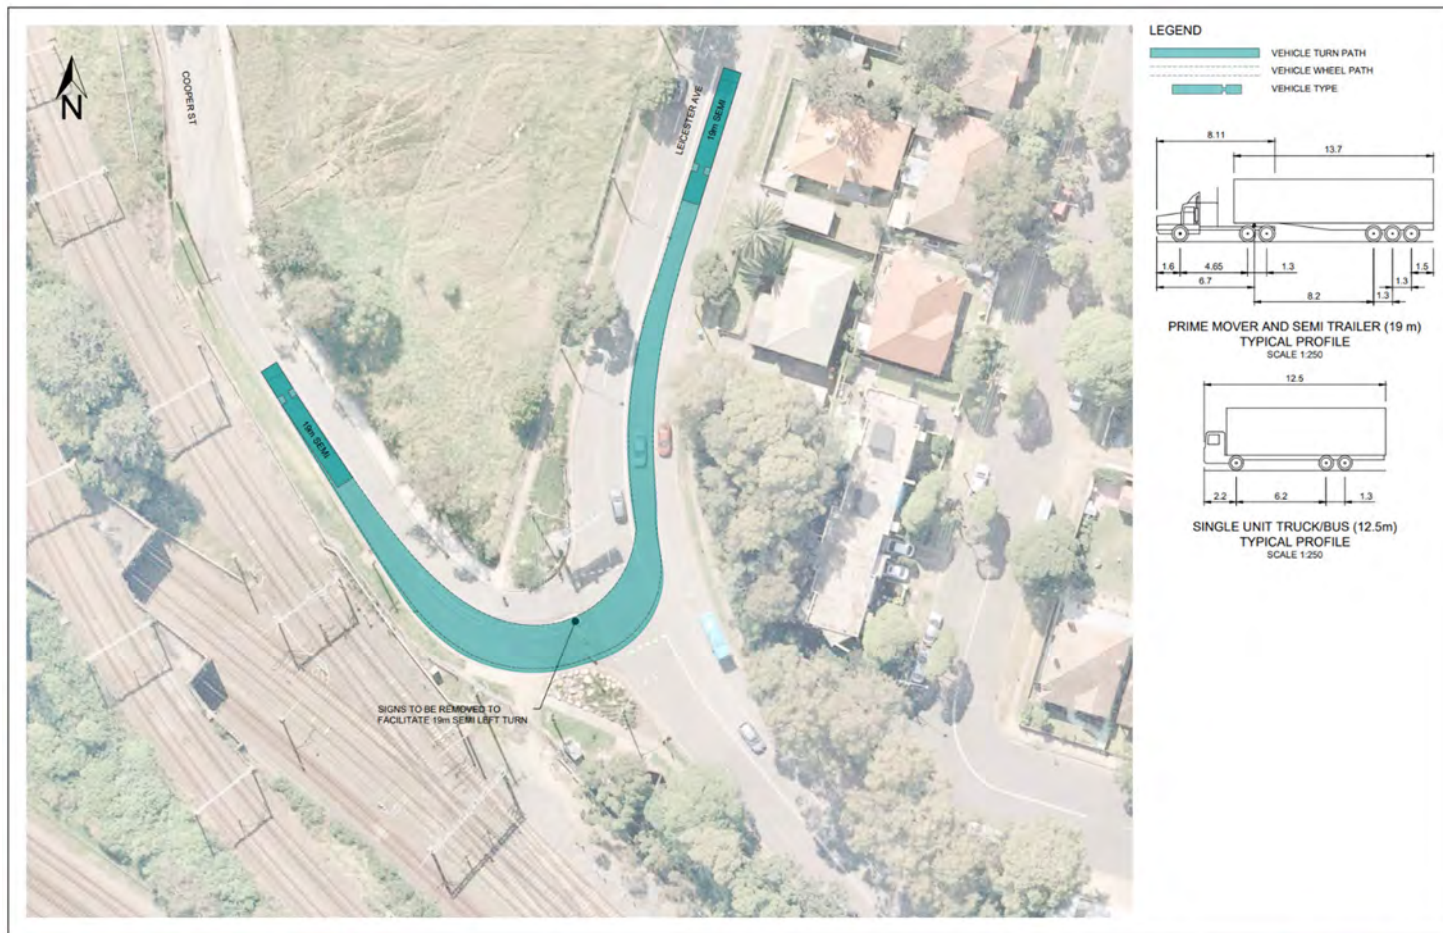 N
COOPER ST
LEICESTER AVE
19m SEMI
19m SEMI
SIGNS TO BE REMOVED TO
FACILITATE 19m SEMI LEFT TURN
LEGEND
VEHICLE TURN PATH
VEHICLE WHEEL PATH
VEHICLE TYPE
8.11
13.7
1.6 4.65 1.3 1.3 1.5
6.7 8.2 1.3
PRIME MOVER AND SEMI TRAILER (19 m)
TYPICAL PROFILE
SCALE 1:250
12.5
2.2 6.2 1.3
SINGLE UNIT TRUCK/BUS (12.5m)
TYPICAL PROFILE
SCALE 1:250